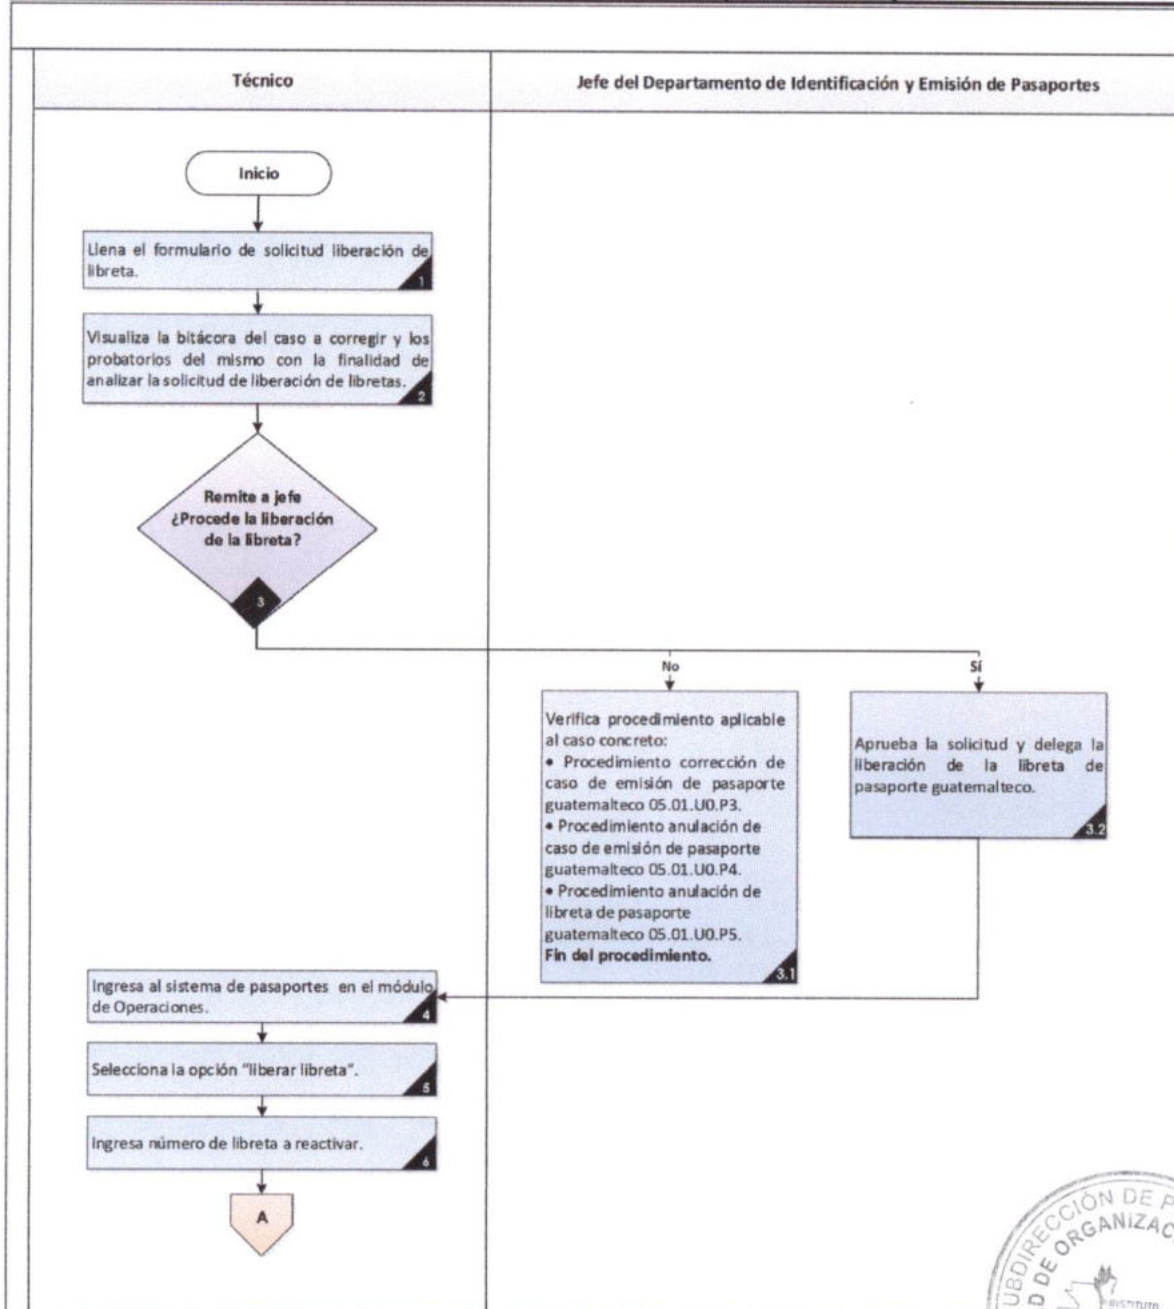 Técnico
Jefe del Departamento de Identificación y Emisión de Pasaportes
Inicio
Llena el formulario de solicitud liberación de
libreta.
1
Visualiza la bitácora del caso a corregir y los
probatorios del mismo con la finalidad de
analizar la solicitud de liberación de libretas.
2
Remite a jefe
¿Procede la liberación
de la libreta?
3
No
Sí
Verifica procedimiento aplicable
al caso concreto:
• Procedimiento corrección de
caso de emisión de pasaporte
guatemalteco 05.01.U0.P3.
• Procedimiento anulación de
caso de emisión de pasaporte
guatemalteco 05.01.U0.P4.
• Procedimiento anulación de
libreta de pasaporte
guatemalteco 05.01.U0.P5.
Fin del procedimiento.
3.1
Aprueba la solicitud y delega la
liberación de la libreta de
pasaporte guatemalteco.
3.2
Ingresa al sistema de pasaportes en el módulo
de Operaciones.
4
Selecciona la opción "liberar libreta".
5
Ingresa número de libreta a reactivar.
6
A
UBDIRECCIÓN DE P
D DE ORGANIZAC
INSTITUTO